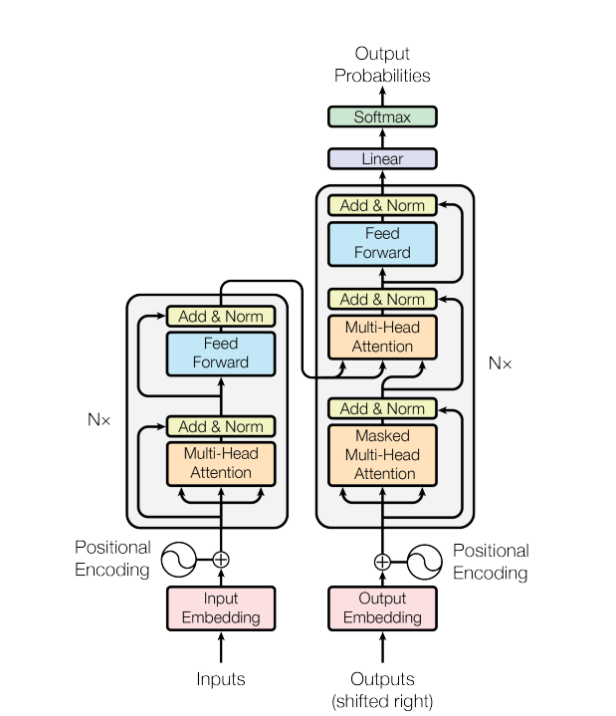 Output
Probabilities
Softmax
Linear
Add & Norm
Feed
Forward
Add & Norm
Multi-Head
Attention
Add & Norm
Masked
Multi-Head
Attention
Nx
Add & Norm
Feed
Forward
Add & Norm
Multi-Head
Attention
Nx
Positional
Encoding
Positional
Encoding
Input
Embedding
Output
Embedding
Inputs
Outputs
(shifted right)